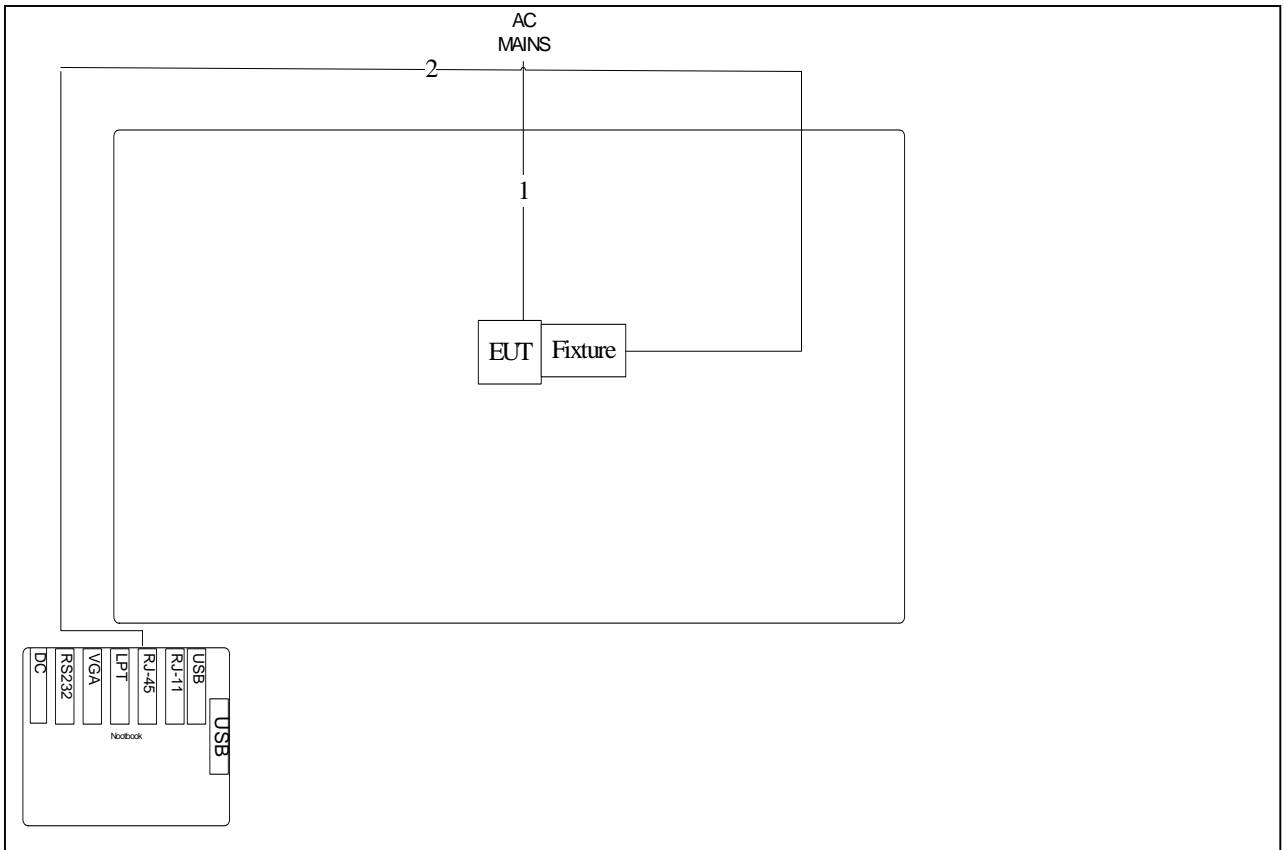 AC
MAINS
2
1
EUT
Fixture
DC
RS232
VGA
LPT
RJ-45
RJ-11
USB
USB
Nootbook